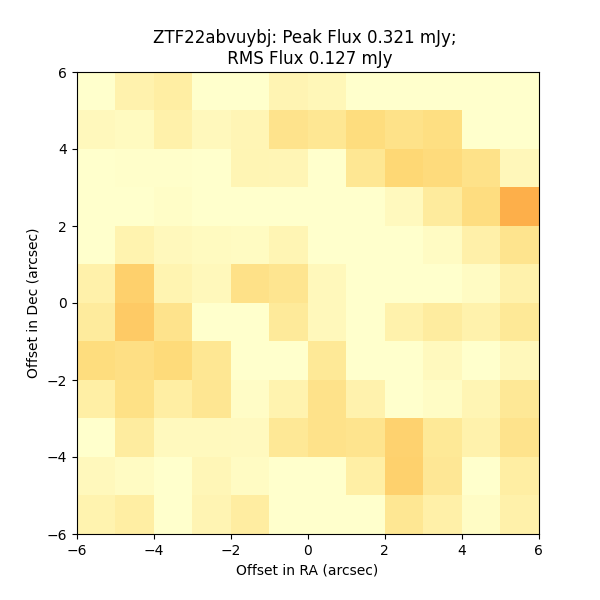 ZTF22abvuybj: Peak Flux 0.321 mJy;
RMS Flux 0.127 mJy
6
4
2
0
−2
−4
−6
Offset in Dec (arcsec)
−6 −4 −2 0 2 4 6
Offset in RA (arcsec)